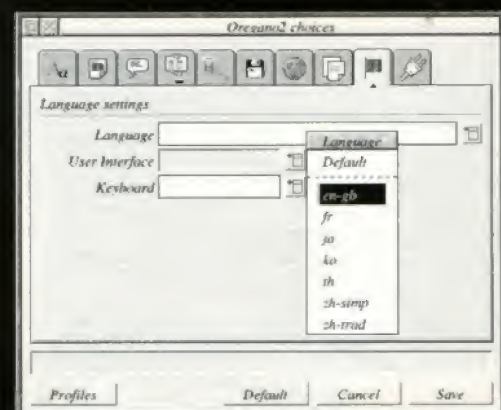 Oregano2 choices
Language settings
Language
User Interface
Keyboard
Language
Default
en-gb
fr
ja
ko
th
zh-simp
zh-trad
Profiles
Default
Cancel
Save